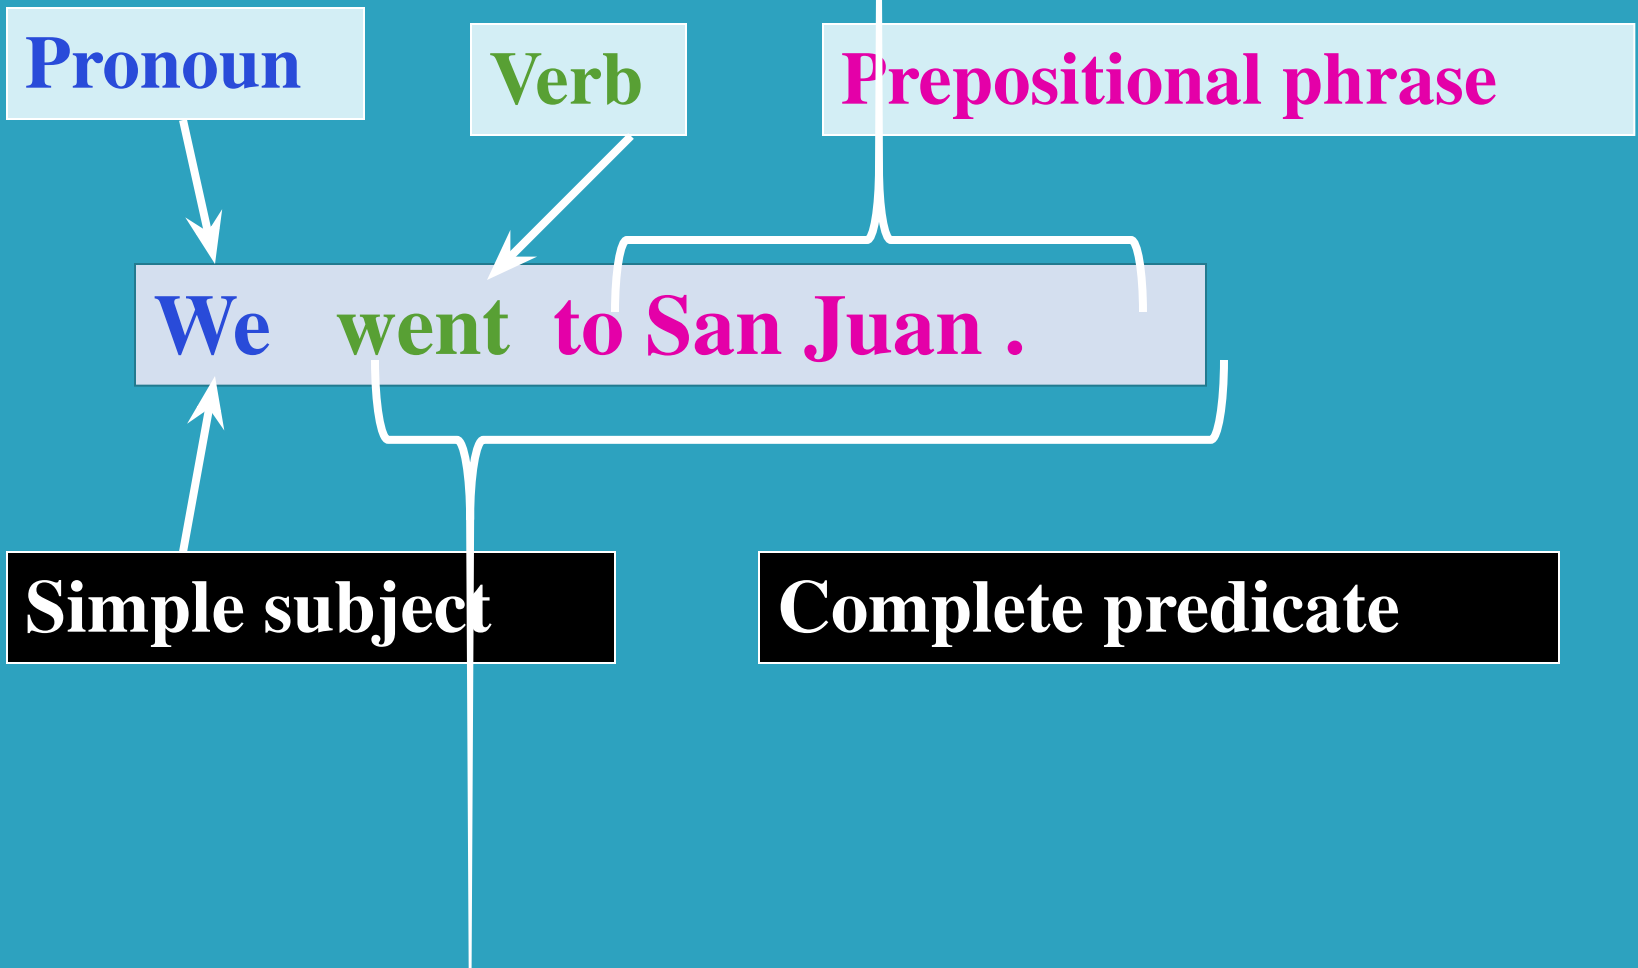 Pronoun
Verb
Prepositional phrase
We went to San Juan .
Simple subject
Complete predicate